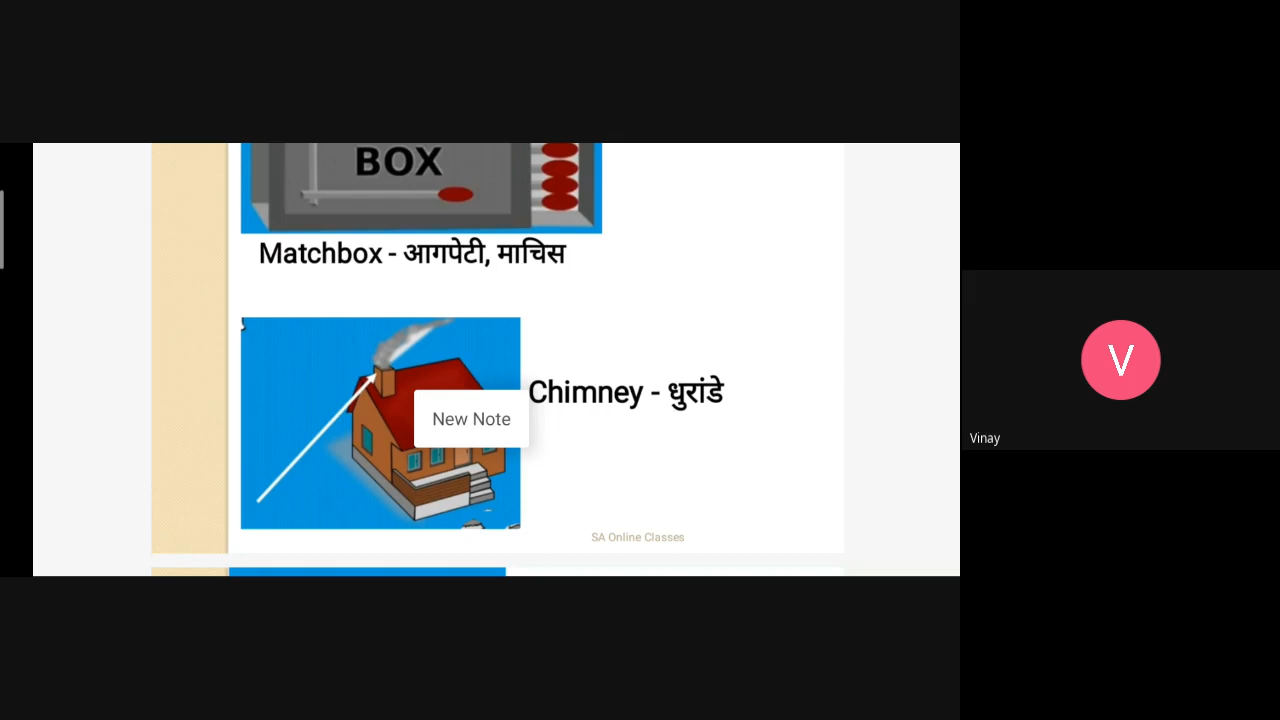 BOX
Matchbox - आगपेटी, माचिस
Chimney - धुरांडे
New Note
SA Online Classes
V
Vinay